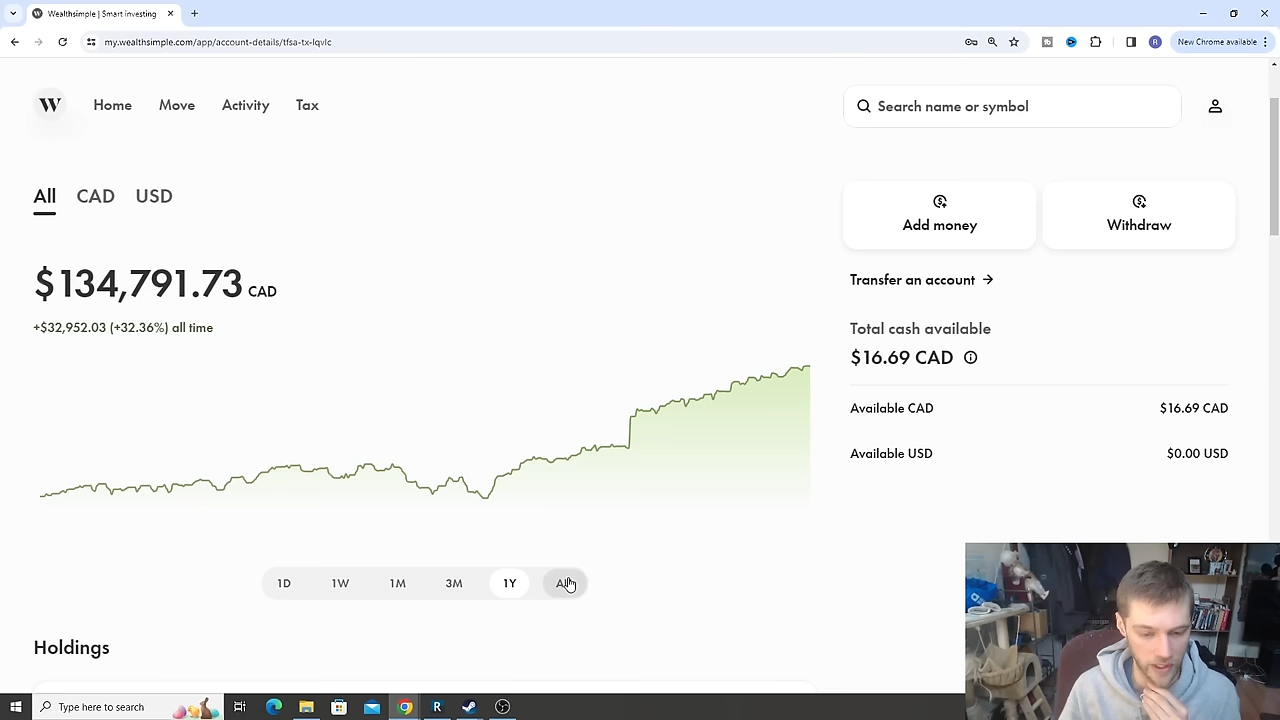 Wealthsimple | Smart investing
my.wealthsimple.com/app/account-details/tfsa-tx-lqvlc
R
New Chrome available
W
Home
Move
Activity
Tax
Search name or symbol
All
CAD
USD
$134,791.73 CAD
+$32,952.03 (+32.36%) all time
1D
1W
1M
3M
1Y
Holdings
Add money
Withdraw
Transfer an account →
Total cash available
$16.69 CAD
Available CAD
$16.69 CAD
Available USD
$0.00 USD
Type here to search
R